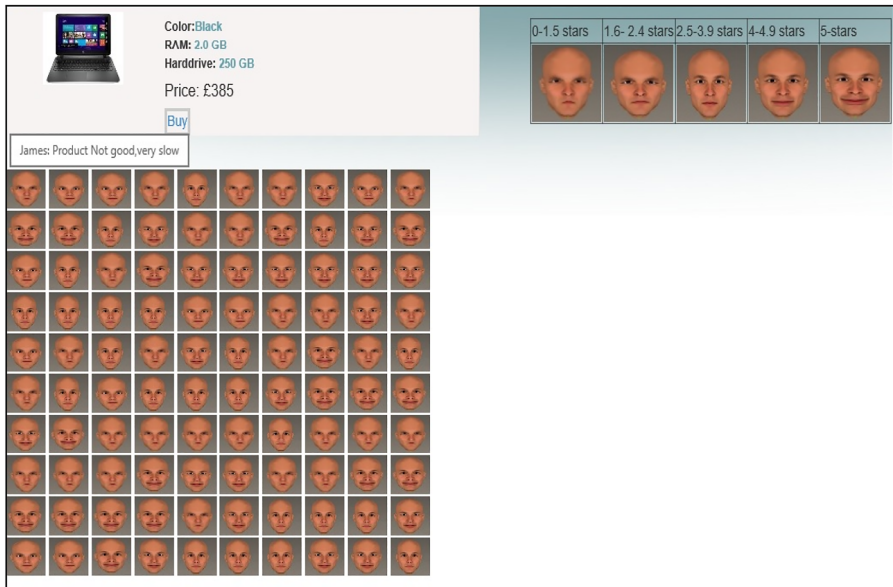 Color:Black
RAM: 2.0 GB
Harddrive: 250 GB
Price: £385
Buy
James: Product Not good,very slow
0-1.5 stars 1.6- 2.4 stars 2.5-3.9 stars 4-4.9 stars 5-stars